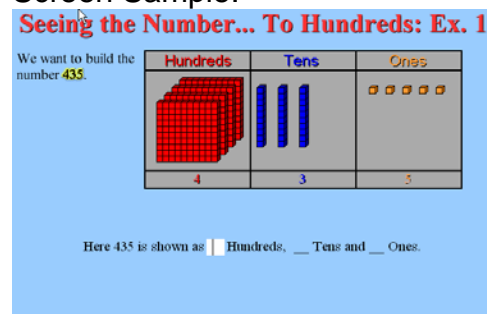 Screen Sample:
Seeing the Number... To Hundreds: Ex. 1
We want to build the
number 435.
Hundreds Tens Ones
4 3 5
Here 435 is shown as __ Hundreds, __ Tens and __ Ones.